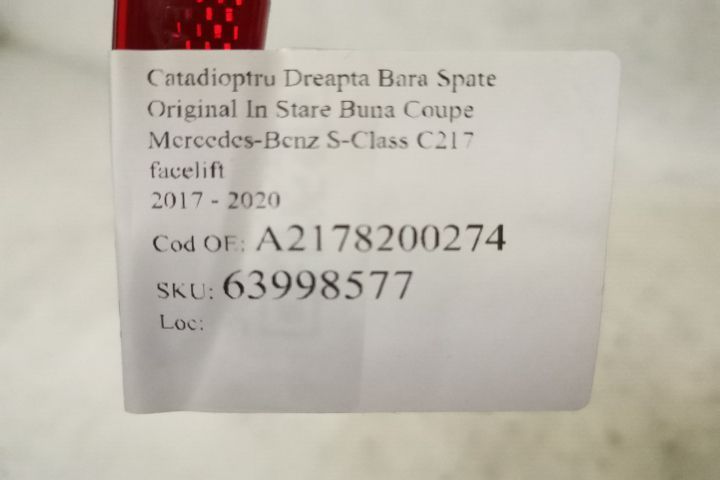 Catadioptru Dreapta Bara Spate
Original In Stare Buna Coupe
Mercedes-Benz S-Class C217
facelift
2017 - 2020
Cod OE: A2178200274
SKU: 63998577
Loc: